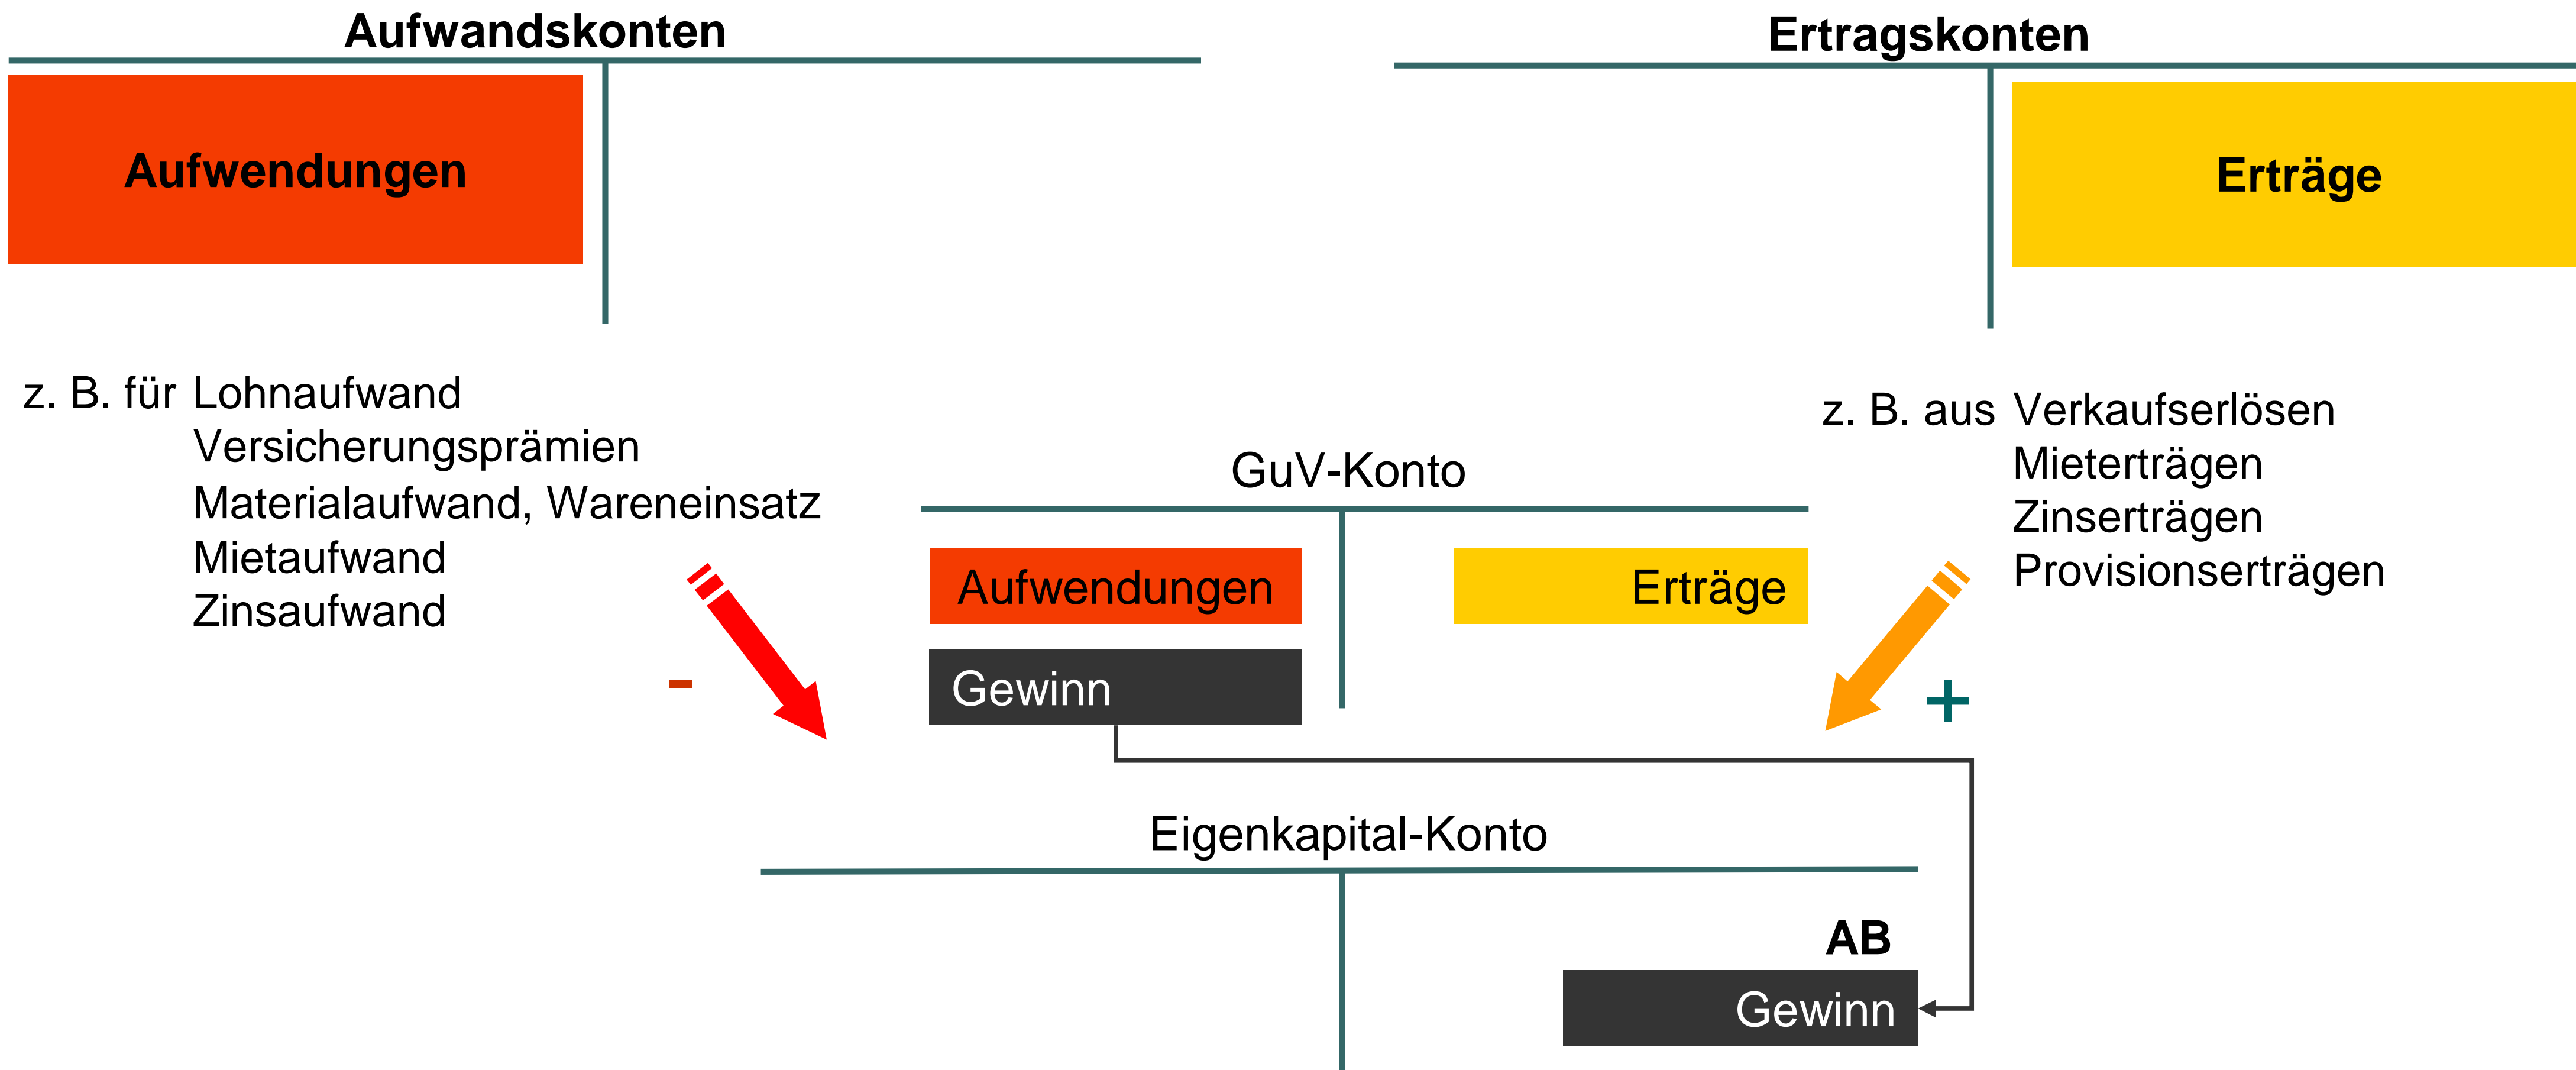 Aufwandskonten
Ertragskonten
Aufwendungen
Erträge
z. B. für Lohnaufwand
Versicherungsprämien
Materialaufwand, Wareneinsatz
Mietaufwand
Zinsaufwand
z. B. aus Verkaufserlösen
Mieterträgen
Zinserträgen
Provisionserträgen
GuV-Konto
Aufwendungen
Erträge
Gewinn
-
+
Eigenkapital-Konto
AB
Gewinn